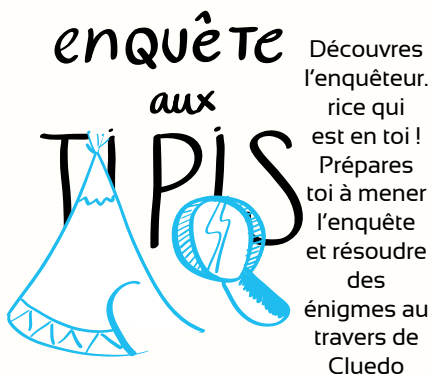 enquête
aux
TIPIS
Découvres
l'enquêteur.
rice qui
est en toi !
Prépares
toi à mener
l'enquête
et résoudre
des
énigmes au
travers de
Cluedo